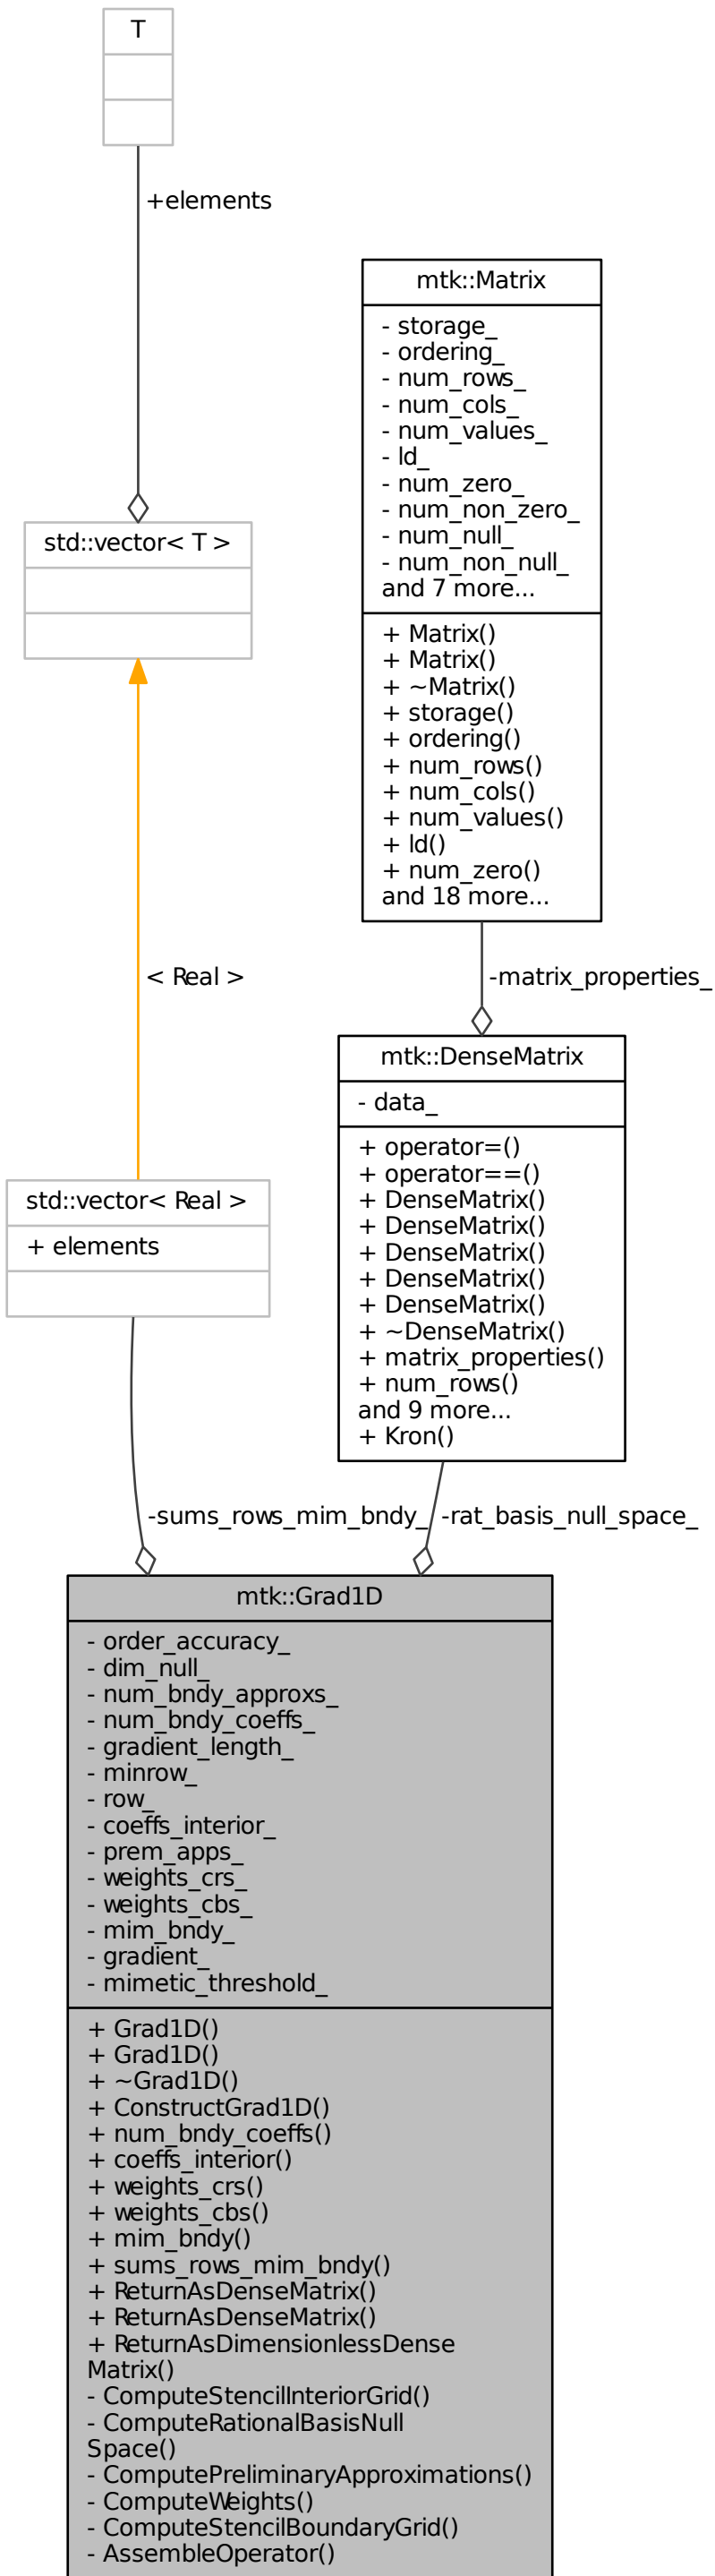 T
+elements
mtk::Matrix
- storage_
- ordering_
- num_rows_
- num_cols_
- num_values_
- ld_
- num_zero_
- num_non_zero_
- num_null_
- num_non_null_
and 7 more...
+ Matrix()
+ Matrix()
+ ~Matrix()
+ storage()
+ ordering()
+ num_rows()
+ num_cols()
+ num_values()
+ ld()
+ num_zero()
and 18 more...
std::vector< T >
< Real >
-matrix_properties_
mtk::DenseMatrix
- data_
+ operator=()
+ operator==()
+ DenseMatrix()
+ DenseMatrix()
+ DenseMatrix()
+ DenseMatrix()
+ DenseMatrix()
+ ~DenseMatrix()
+ matrix_properties()
+ num_rows()
and 9 more...
+ Kron()
std::vector< Real >
+ elements
-sums_rows_mim_bndy_
-rat_basis_null_space_
mtk::Grad1D
- order_accuracy_
- dim_null_
- num_bndy_approxs_
- num_bndy_coeffs_
- gradient_length_
- minrow_
- row_
- coeffs_interior_
- prem_apps_
- weights_crs_
- weights_cbs_
- mim_bndy_
- gradient_
- mimetic_threshold_
+ Grad1D()
+ Grad1D()
+ ~Grad1D()
+ ConstructGrad1D()
+ num_bndy_coeffs()
+ coeffs_interior()
+ weights_crs()
+ weights_cbs()
+ mim_bndy()
+ sums_rows_mim_bndy()
+ ReturnAsDenseMatrix()
+ ReturnAsDenseMatrix()
+ ReturnAsDimensionlessDense
Matrix()
- ComputeStencilInteriorGrid()
- ComputeRationalBasisNull
Space()
- ComputePreliminaryApproximations()
- ComputeWeights()
- ComputeStencilBoundaryGrid()
- AssembleOperator()